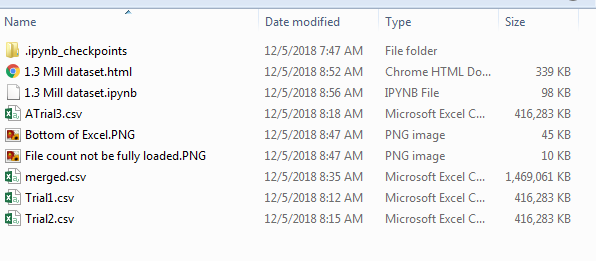 Name Date modified Type Size
.ipynb_checkpoints 12/5/2018 7:47 AM File folder
1.3 Mill dataset.html 12/5/2018 8:52 AM Chrome HTML Do... 339 KB
1.3 Mill dataset.ipynb 12/5/2018 8:56 AM IPYNB File 98 KB
ATrial3.csv 12/5/2018 8:18 AM Microsoft Excel C... 416,283 KB
Bottom of Excel.PNG 12/5/2018 8:47 AM PNG image 45 KB
File count not be fully loaded.PNG 12/5/2018 8:47 AM PNG image 10 KB
merged.csv 12/5/2018 8:35 AM Microsoft Excel C... 1,469,061 KB
Trial1.csv 12/5/2018 8:12 AM Microsoft Excel C... 416,283 KB
Trial2.csv 12/5/2018 8:15 AM Microsoft Excel C... 416,283 KB